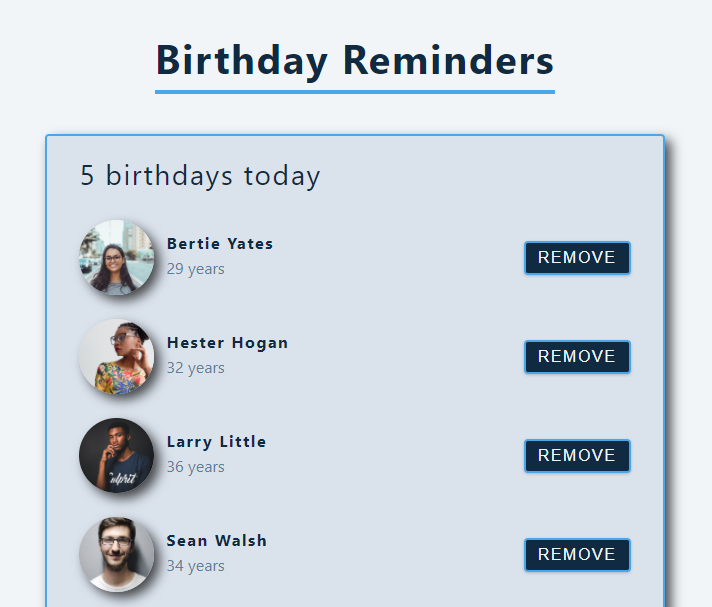 Birthday Reminders
5 birthdays today
Bertie Yates
29 years
REMOVE
Hester Hogan
32 years
REMOVE
Larry Little
36 years
REMOVE
Sean Walsh
34 years
REMOVE